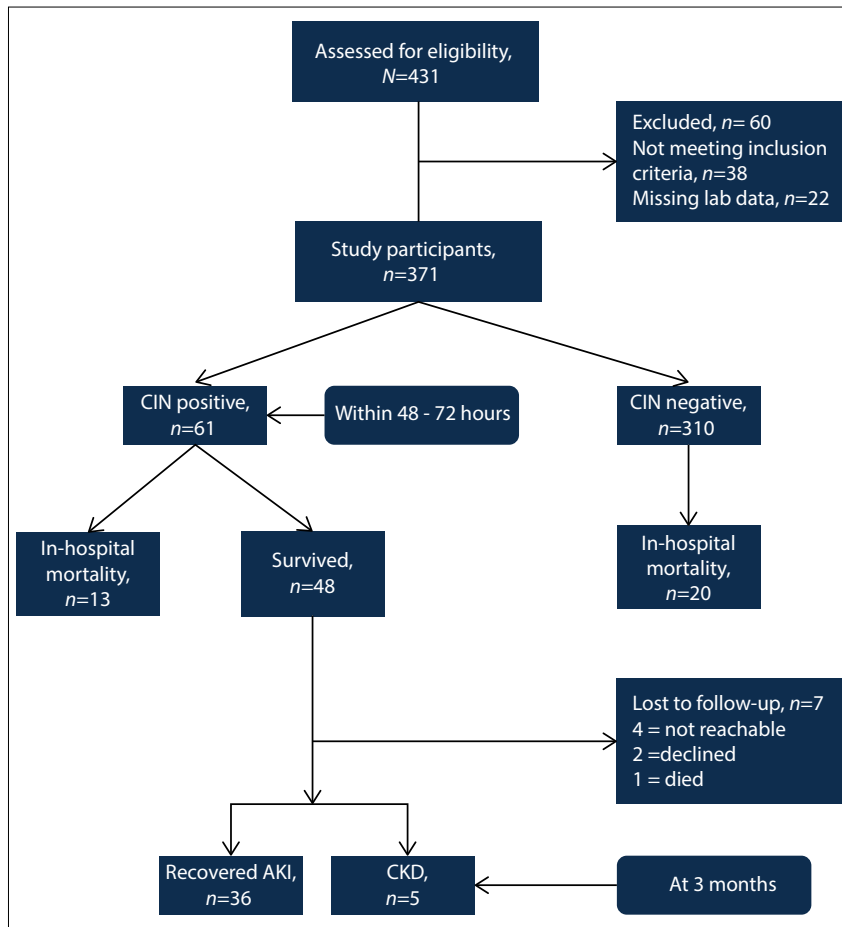 Assessed for eligibility,
N=431
Excluded, n= 60
Not meeting inclusion
criteria, n=38
Missing lab data, n=22
Study participants,
n=371
CIN positive,
n=61
Within 48 - 72 hours
CIN negative,
n=310
In-hospital
mortality,
n=13
Survived,
n=48
In-hospital
mortality,
n=20
Lost to follow-up, n=7
4 = not reachable
2 =declined
1 = died
Recovered AKI,
n=36
CKD,
n=5
At 3 months